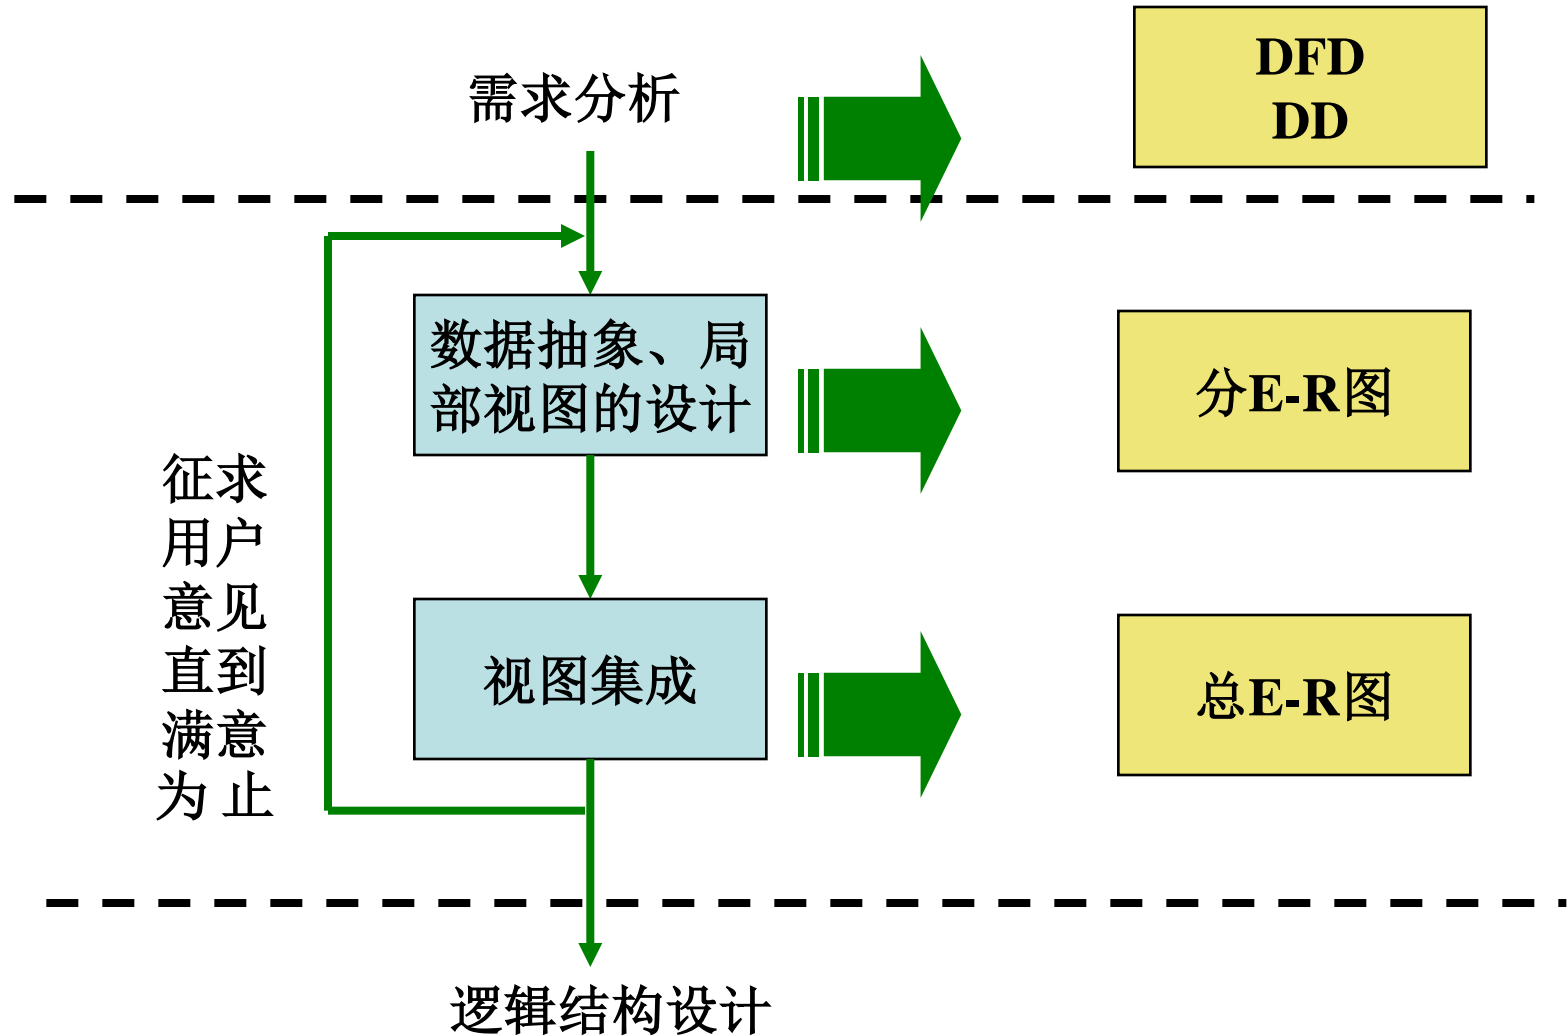 需求分析
DFD
DD
数据抽象、局
部视图的设计
分E-R图
征求
用户
意见
直到
满意
为止
视图集成
总E-R图
逻辑结构设计